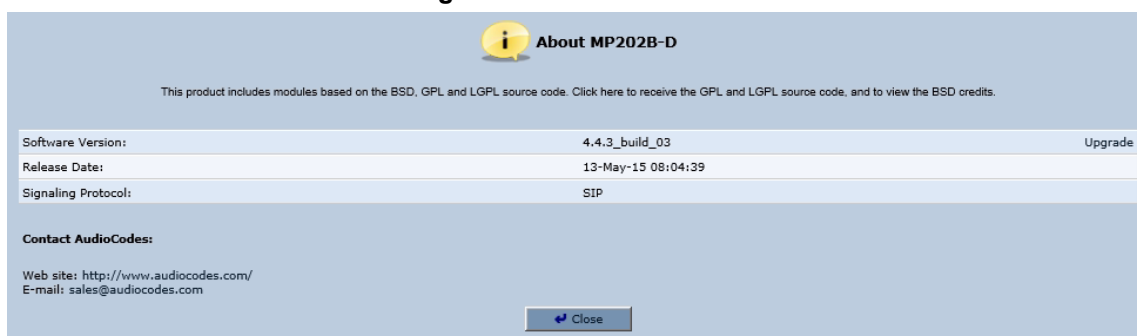 About MP202B-D
This product includes modules based on the BSD, GPL and LGPL source code. Click here to receive the GPL and LGPL source code, and to view the BSD credits.
Software Version: 4.4.3_build_03 Upgrade
Release Date: 13-May-15 08:04:39
Signaling Protocol: SIP
Contact AudioCodes:
Web site: http://www.audiocodes.com/
E-mail: sales@audiocodes.com
Close